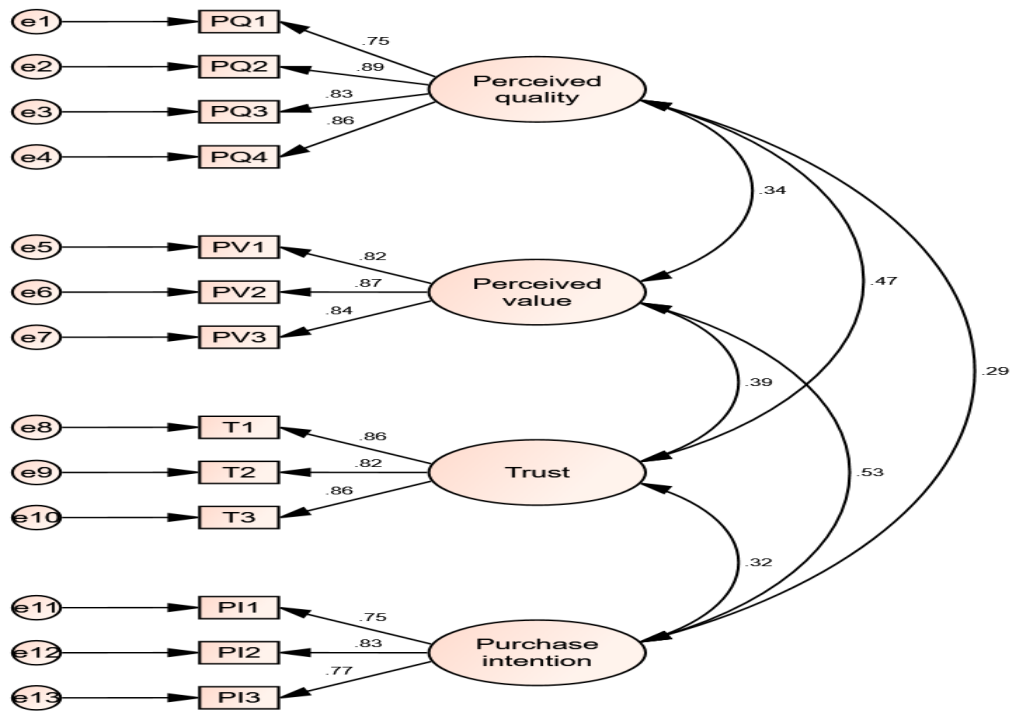 e1
PQ1
.75
e2
PQ2
.89
e3
PQ3
.83
e4
PQ4
.86
Perceived
quality
.34
.47
.29
e5
PV1
.82
e6
PV2
.87
e7
PV3
.84
Perceived
value
.39
.53
e8
T1
.86
e9
T2
.82
e10
T3
.86
Trust
.32
e11
PI1
.75
e12
PI2
.83
e13
PI3
.77
Purchase
intention